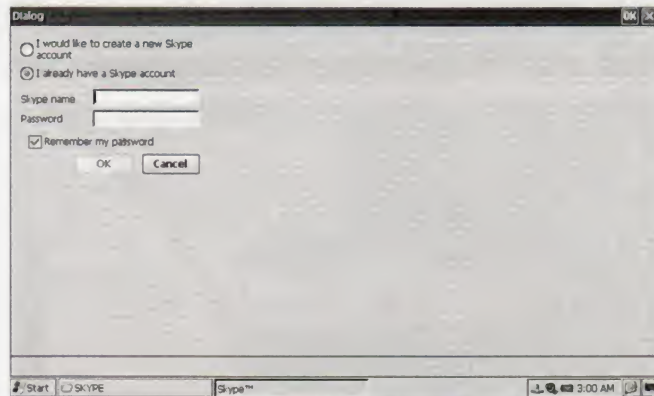 Dialog
OK
I would like to create a new Skype
account
I already have a Skype account
Skype name
Password
Remember my password
OK
Cancel
Start
SKYPE
Skype™
3:00 AM